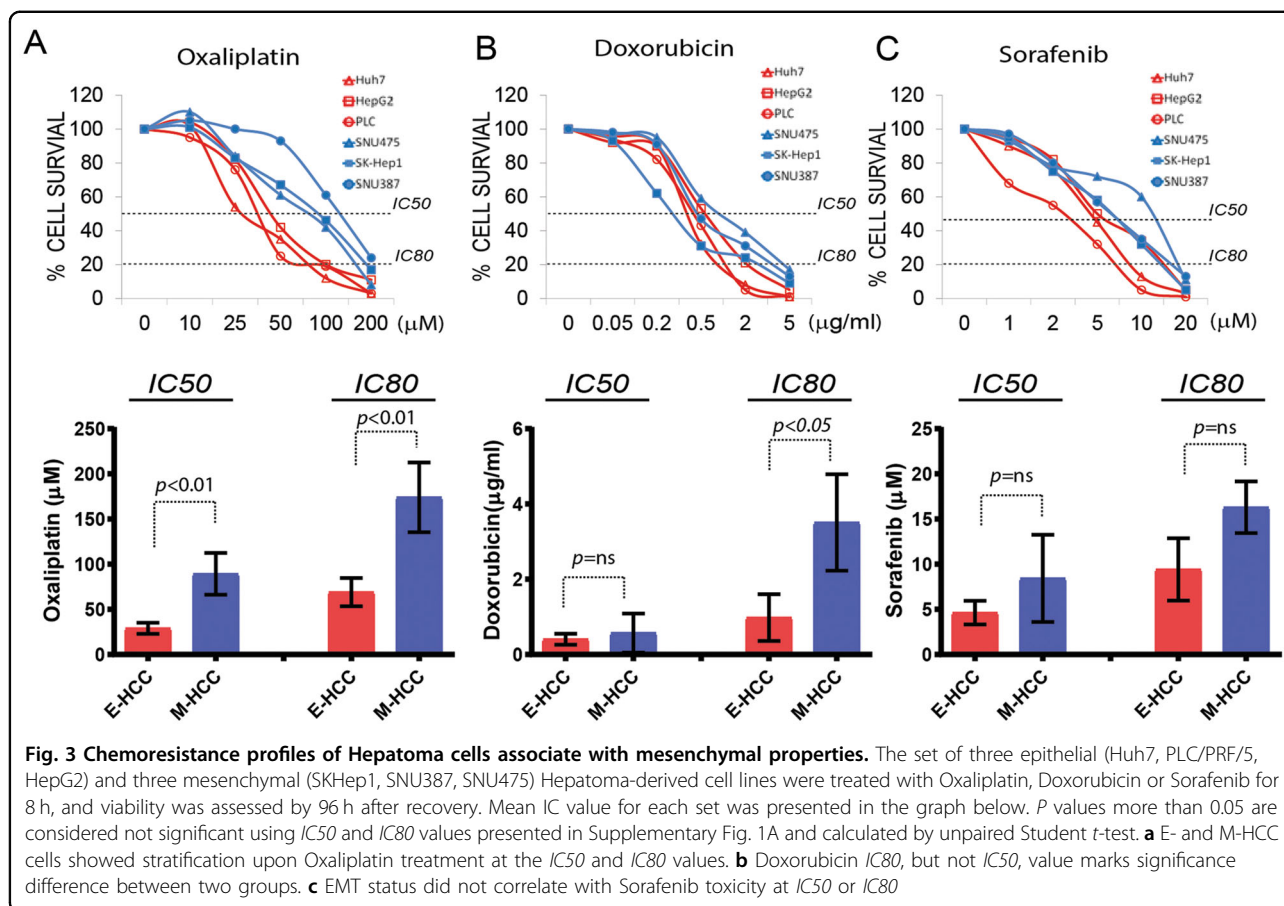 A
Oxaliplatin
Huh7
HepG2
PLC
SNU475
SK-Hep1
SNU387
% CELL SURVIAL
120
100
80
60
40
20
0
IC50
IC80
0 10 25 50 100 200 (μM)
B
Doxorubicin
Huh7
HepG2
PLC
SNU475
SK-Hep1
SNU387
% CELL SURVIAL
120
100
80
60
40
20
0
IC50
IC80
0 0.05 0.2 0.5 2 5 (μg/ml)
C
Sorafenib
Huh7
HepG2
PLC
SNU475
SK-Hep1
SNU387
% CELL SURVIAL
120
100
80
60
40
20
0
IC50
IC80
0 1 2 5 10 20 (μM)
IC50 IC80
p<0.01
p<0.01
Oxaliplatin (μM)
250
200
150
100
50
0
E-HCC M-HCC E-HCC M-HCC
IC50 IC80
p=ns
p<0.05
Doxorubicin(μg/ml)
6
4
2
0
E-HCC M-HCC E-HCC M-HCC
IC50 IC80
p=ns
p=ns
Sorafenib (μM)
25
20
15
10
5
0
E-HCC M-HCC E-HCC M-HCC
Fig. 3 Chemoresistance profiles of Hepatoma cells associate with mesenchymal properties. The set of three epithelial (Huh7, PLC/PRF/5,
HepG2) and three mesenchymal (SKHep1, SNU387, SNU475) Hepatoma-derived cell lines were treated with Oxaliplatin, Doxorubicin or Sorafenib for
8 h, and viability was assessed by 96 h after recovery. Mean IC value for each set was presented in the graph below. P values more than 0.05 are
considered not significant using IC50 and IC80 values presented in Supplementary Fig. 1A and calculated by unpaired Student t-test. a E- and M-HCC
cells showed stratification upon Oxaliplatin treatment at the IC50 and IC80 values. b Doxorubicin IC80, but not IC50, value marks significance
difference between two groups. c EMT status did not correlate with Sorafenib toxicity at IC50 or IC80